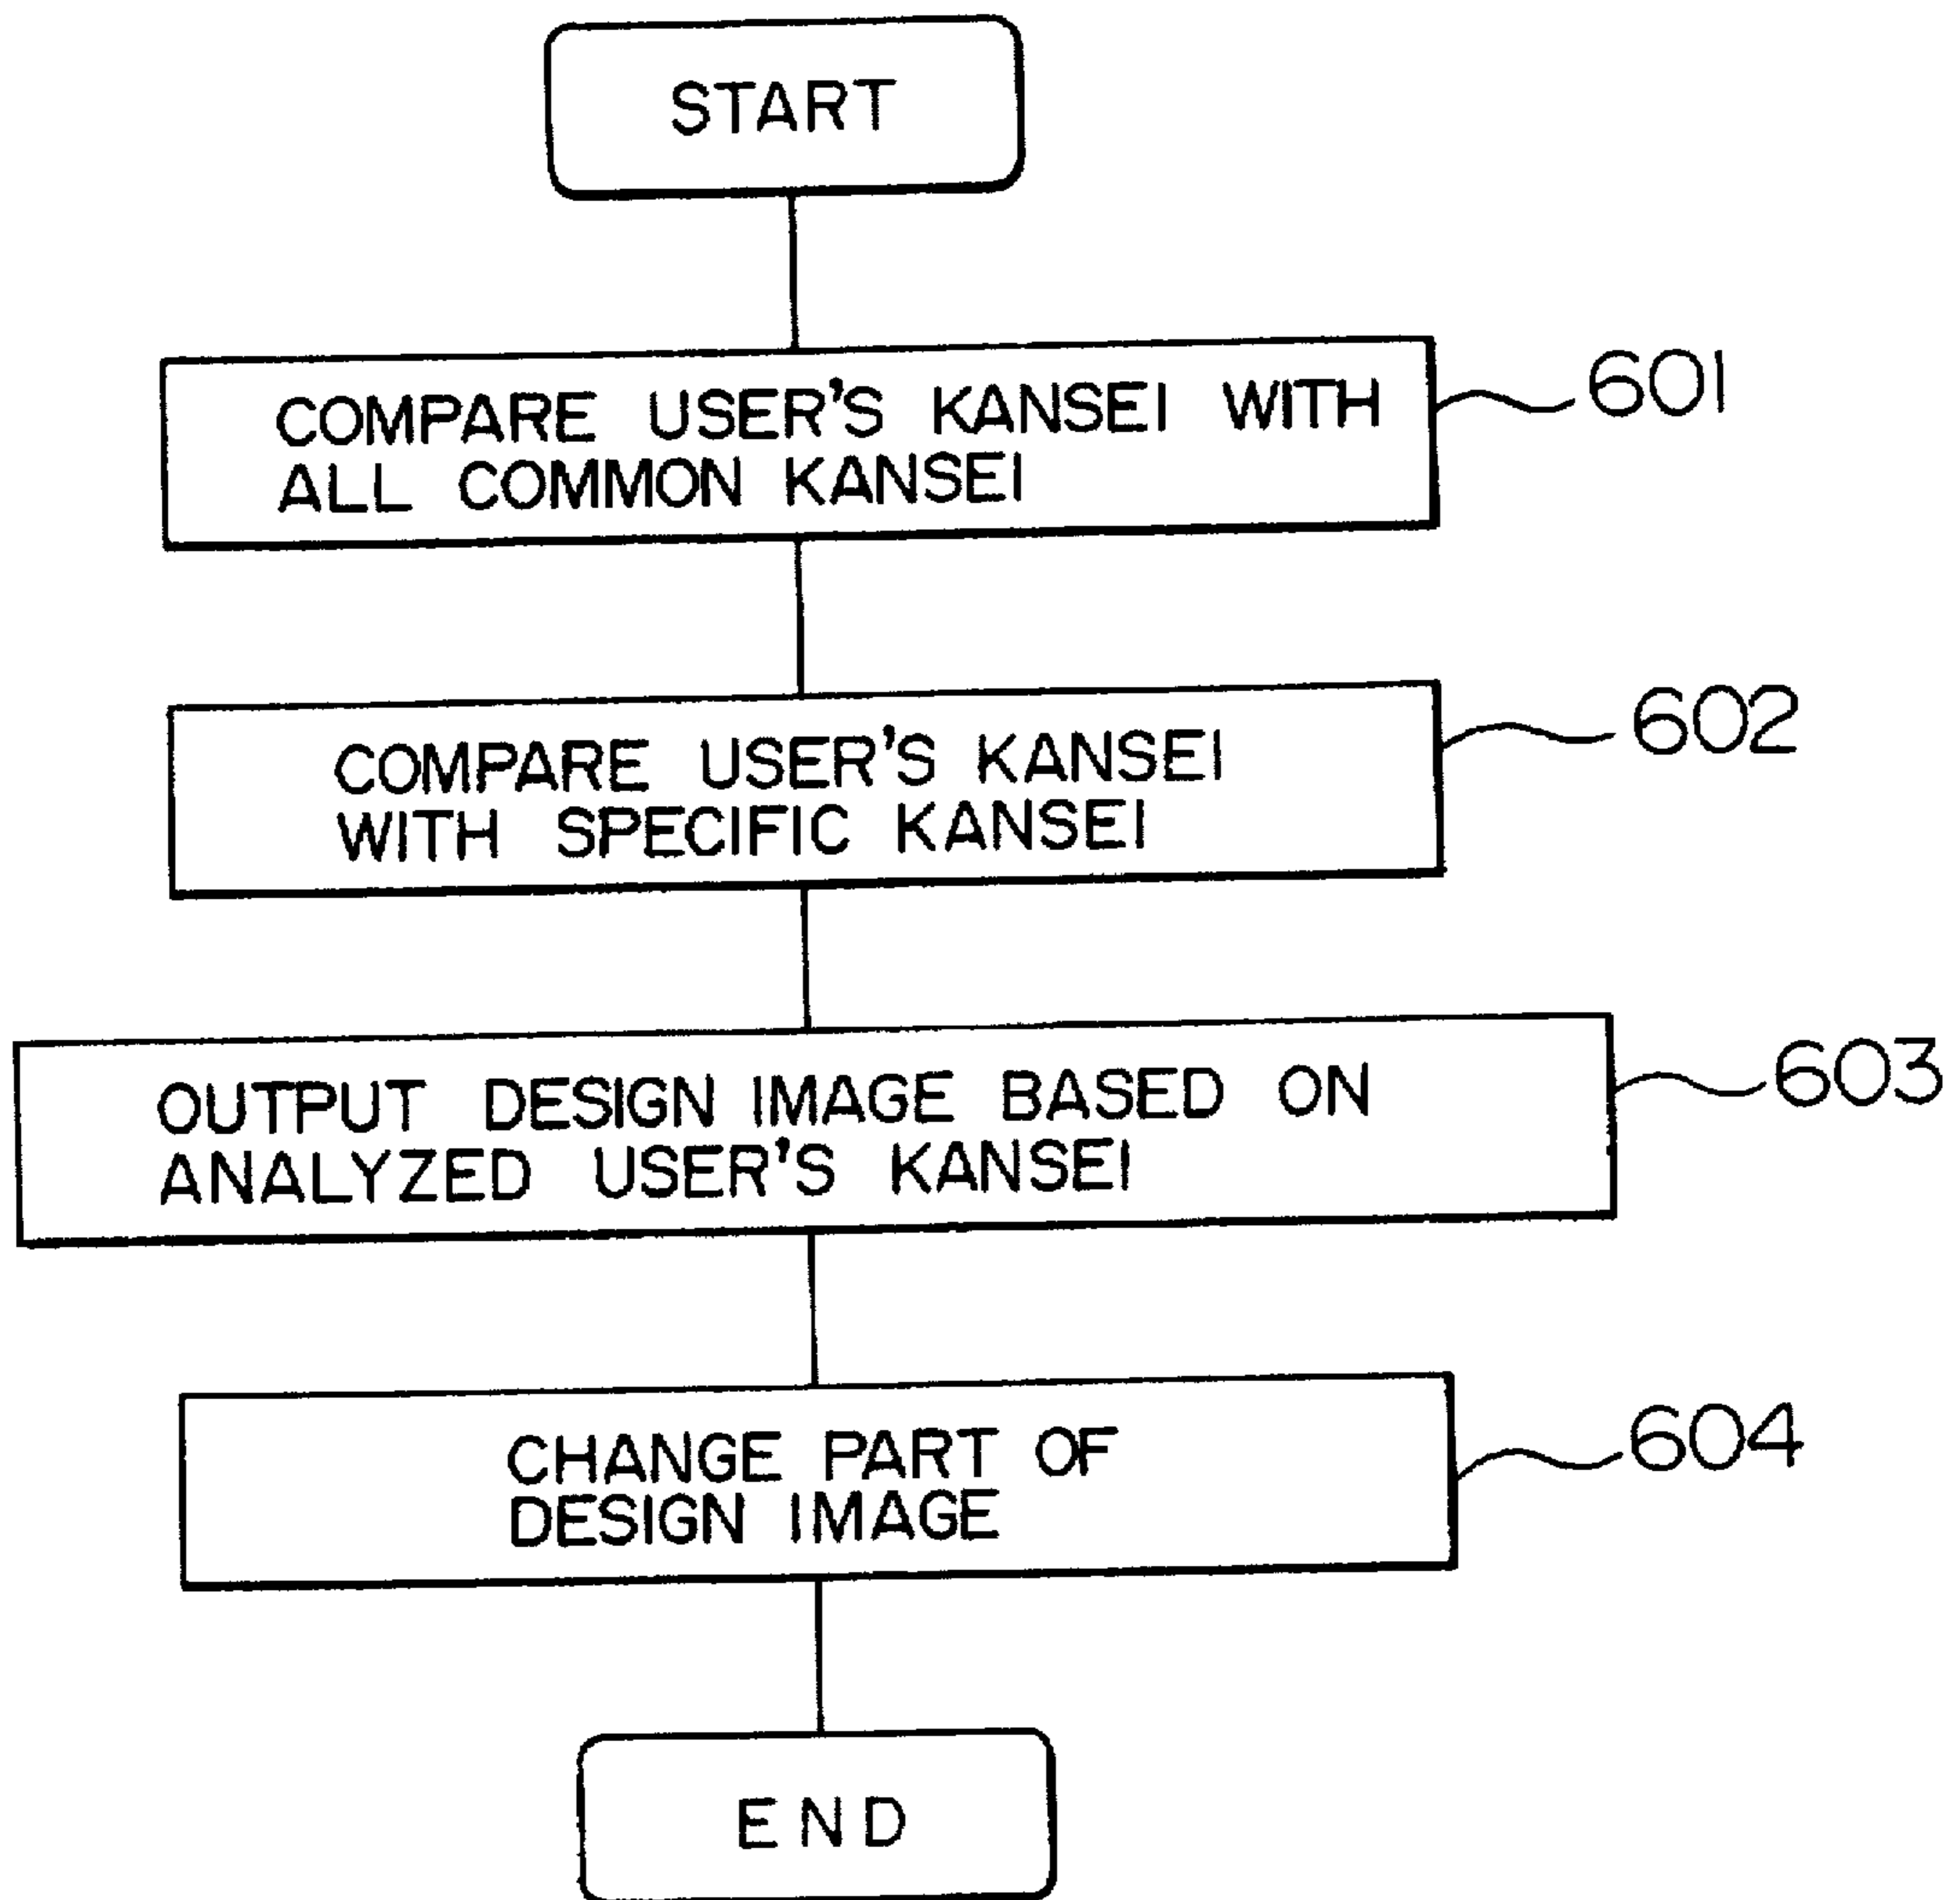 START
COMPARE USER'S KANSEI WITH
ALL COMMON KANSEI
601
COMPARE USER'S KANSEI
WITH SPECIFIC KANSEI
602
OUTPUT DESIGN IMAGE BASED ON
ANALYZED USER'S KANSEI
603
CHANGE PART OF
DESIGN IMAGE
604
END